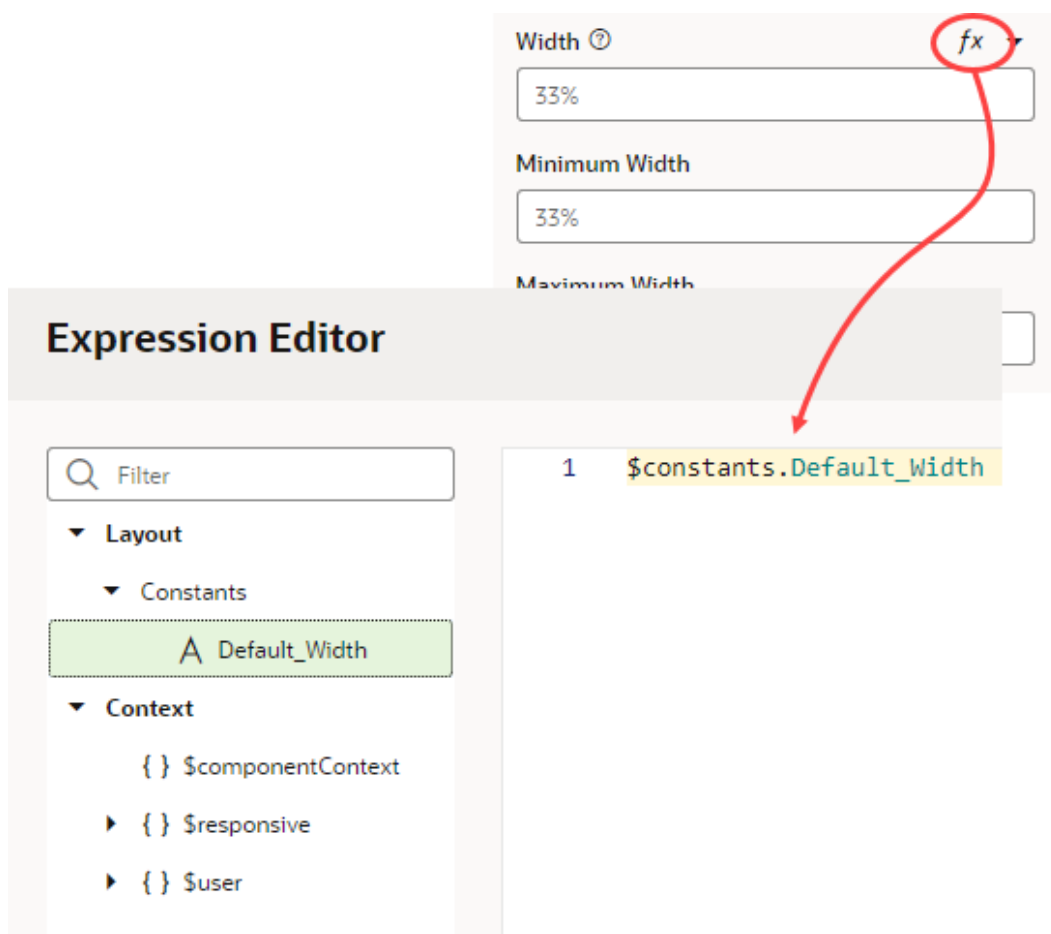 Width ?
fx
33%
Minimum Width
33%
Maximum Width
Expression Editor
Filter
1 $constants.Default_Width
Layout
Constants
A Default_Width
Context
{ } $componentContext
{ } $responsive
{ } $user